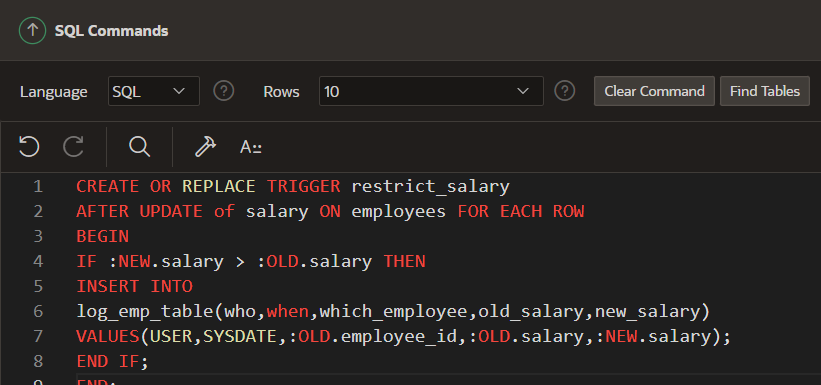 SQL Commands
Language SQL Rows 10 Clear Command Find Tables
A::
1 CREATE OR REPLACE TRIGGER restrict_salary
2 AFTER UPDATE of salary ON employees FOR EACH ROW
3 BEGIN
4 IF :NEW.salary > :OLD.salary THEN
5 INSERT INTO
6 log_emp_table(who,when,which_employee,old_salary,new_salary)
7 VALUES(USER,SYSDATE,:OLD.employee_id,:OLD.salary,:NEW.salary);
8 END IF;
9 END;